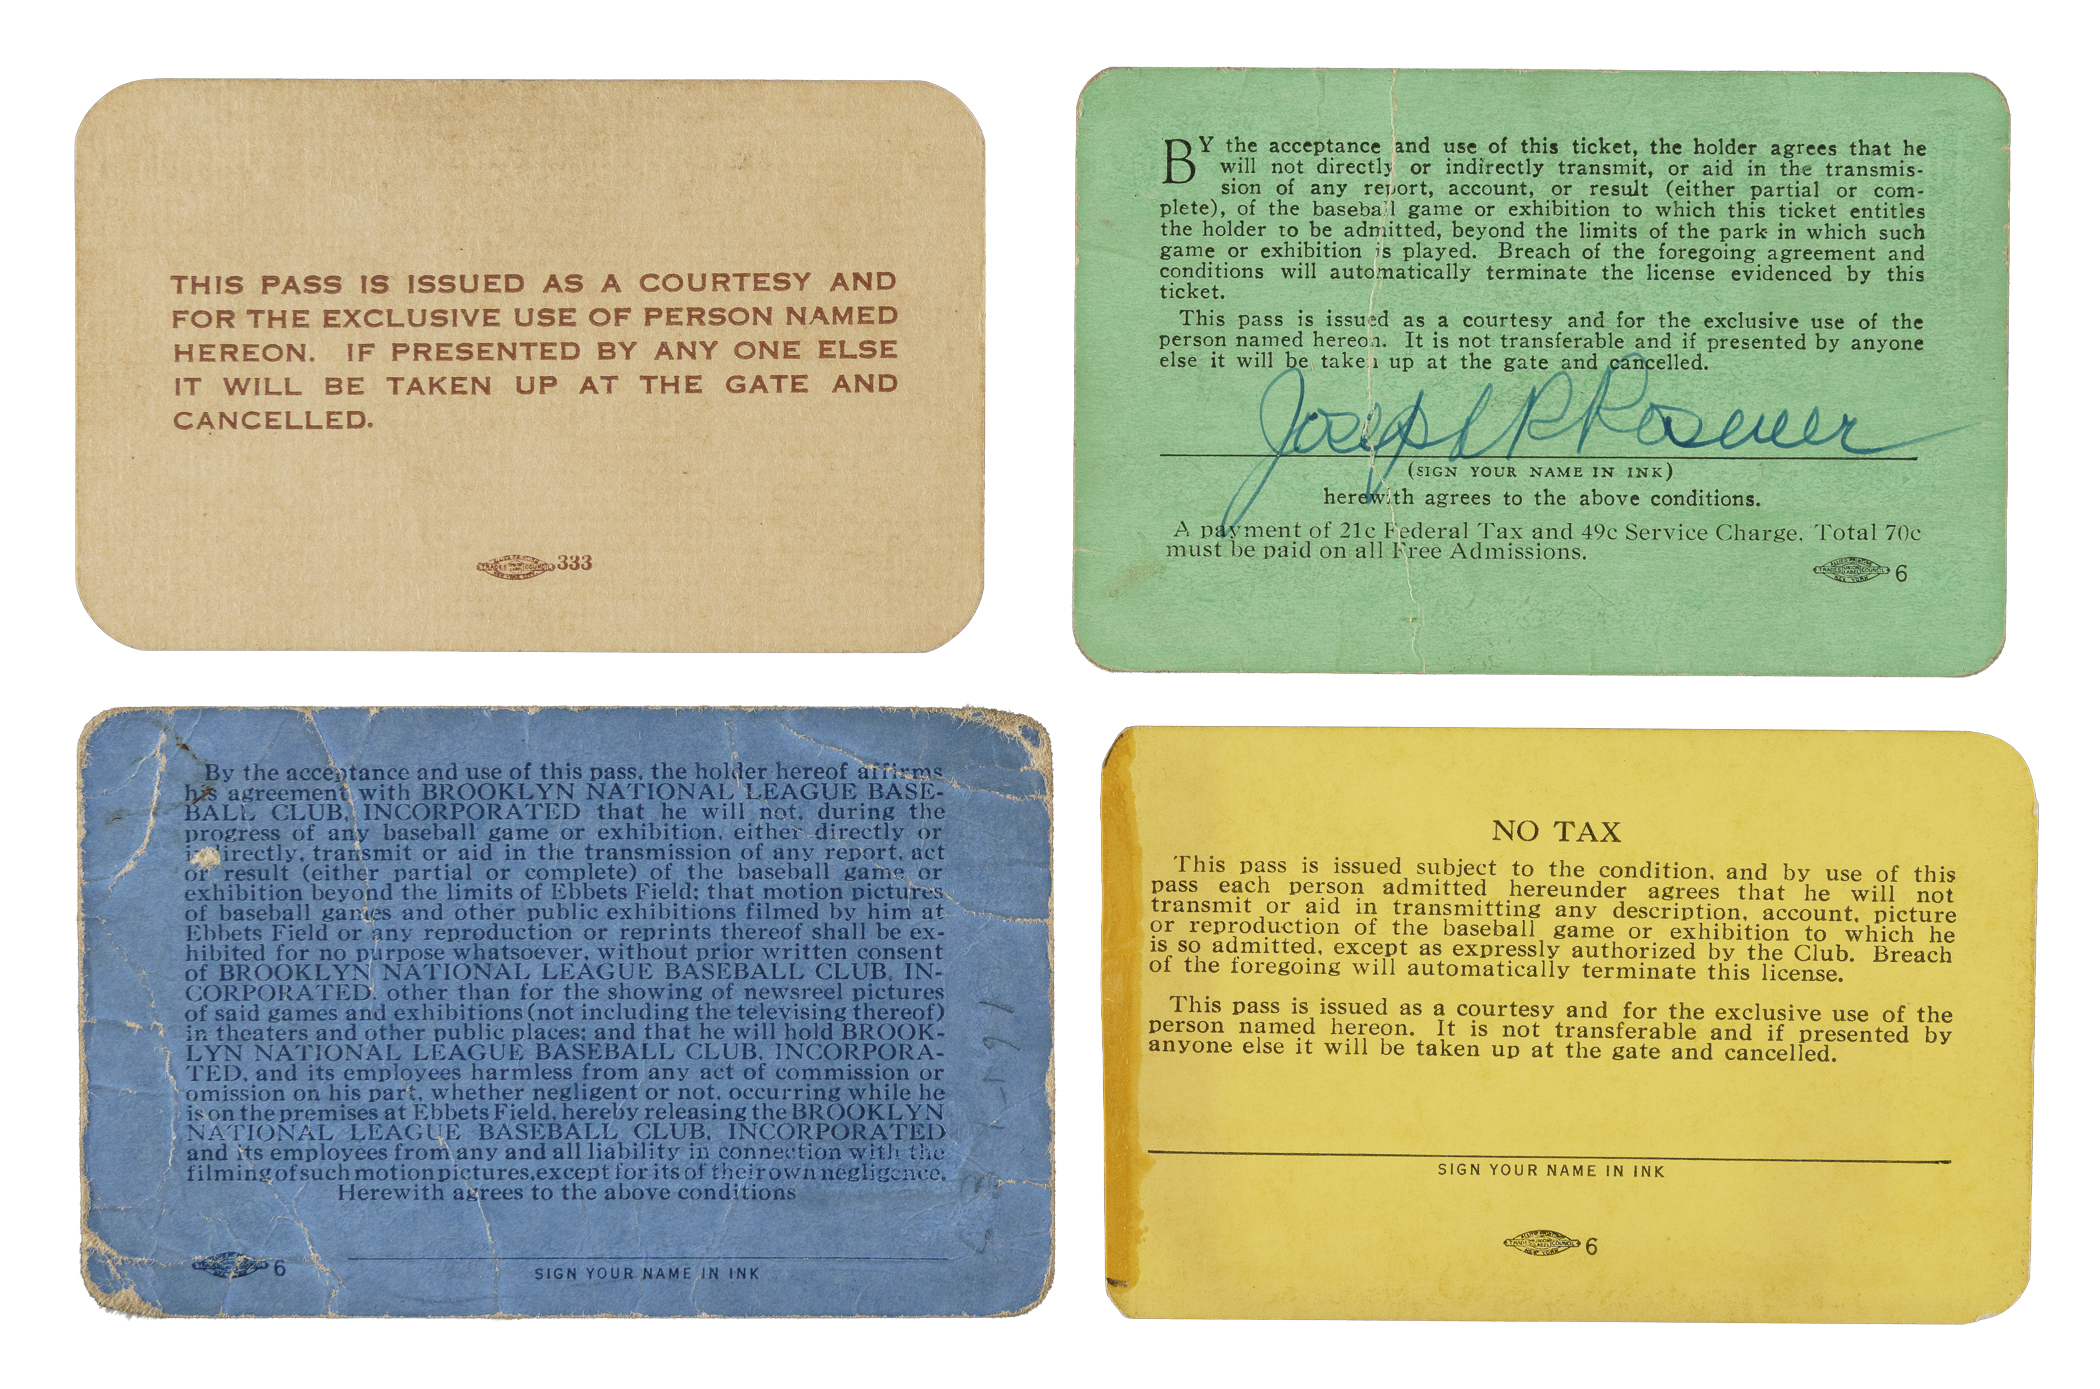 THIS PASS IS ISSUED AS A COURTESY AND
FOR THE EXCLUSIVE USE OF PERSON NAMED
HEREON. IF PRESENTED BY ANY ONE ELSE
IT WILL BE TAKEN UP AT THE GATE AND
CANCELLED.
333
BY the acceptance and use of this ticket, the holder agrees that he
will not directly or indirectly transmit, or aid in the transmis-
sion of any report, account, or result (either partial or com-
plete), of the baseball game or exhibition to which this ticket entitles
the holder to be admitted, beyond the limits of the park in which such
game or exhibition is played. Breach of the foregoing agreement and
conditions will automatically terminate the license evidenced by this
ticket.
This pass is issued as a courtesy and for the exclusive use of the
person named hereon. It is not transferable and if presented by anyone
else it will be taken up at the gate and cancelled.
Joseph
(SIGN YOUR NAME IN INK)
herewith agrees to the above conditions.
A payment of 21c Federal Tax and 49c Service Charge, Total 70c
must be paid on all Free Admissions.
ALLIED PRINTING
TRADES UNION LABEL COUNCIL
NEW YORK
6
By the acceptance and use of this pass, the holder hereof affirms
his agreement with BROOKLYN NATIONAL LEAGUE BASE-
BALL CLUB, INCORPORATED that he will not, during the
progress of any baseball game or exhibition, either directly or
indirectly, transmit or aid in the transmission of any report, act
or result (either partial or complete) of the baseball game or
exhibition beyond the limits of Ebbets Field; that motion pictures
of baseball games and other public exhibitions filmed by him at
Ebbets Field or any reproduction or reprints thereof shall be ex-
hibited for no purpose whatsoever, without prior written consent
of BROOKLYN NATIONAL LEAGUE BASEBALL CLUB, IN-
CORPORATED, other than for the showing of newsreel pictures
of said games and exhibitions (not including the televising thereof)
in theaters and other public places; and that he will hold BROOK-
LYN NATIONAL LEAGUE BASEBALL CLUB, INCORPORA-
TED, and its employees harmless from any act of commission or
omission on his part, whether negligent or not, occurring while he
is on the premises at Ebbets Field, hereby releasing the BROOKLYN
NATIONAL LEAGUE BASEBALL CLUB, INCORPORATED
and its employees from any and all liability in connection with the
filming of such motion pictures, except for its of their own negligence.
Herewith agrees to the above conditions
6
SIGN YOUR NAME IN INK
NO TAX
This pass is issued subject to the condition, and by use of this
pass each person admitted hereunder agrees that he will not
transmit or aid in transmitting any description, account, picture
or reproduction of the baseball game or exhibition to which he
is so admitted, except as expressly authorized by the Club. Breach
of the foregoing will automatically terminate this license.
This pass is issued as a courtesy and for the exclusive use of the
person named hereon. It is not transferable and if presented by
anyone else it will be taken up at the gate and cancelled.
SIGN YOUR NAME IN INK
ALLIED PRINTING
TRADES UNION LABEL COUNCIL
NEW YORK
6